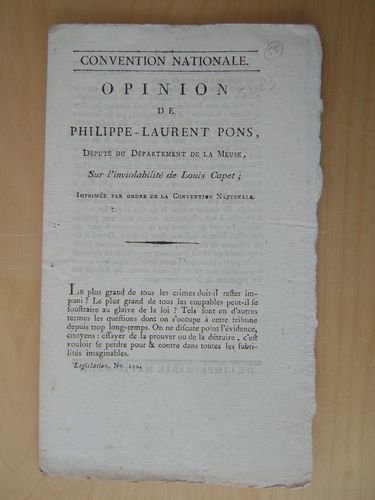 CONVENTION NATIONALE.
55
OPINION
DE
PHILIPPE-LAURENT PONS,
DÉPUTÉ DU DÉPARTEMENT DE LA MEUSE,
Sur l'inviolabilité de Louis Capet;
IMPRIMÉE PAR ORDRE DE LA CONVENTION NATIONALE.
LE plus grand de tous les crimes doit-il rester im-
puni? Le plus grand de tous les coupables peut-il se
soustraire au glaive de la loi? Tels sont en d'autres
termes les questions dont on s'occupe à cette tribune
depuis trop long-temps. On ne discute point l'évidence,
citoyens: essayer de la prouver ou de la détruire, c'est
vouloir se perdre pour & contre dans toutes les subti-
lités imaginables.
Legislation, No.